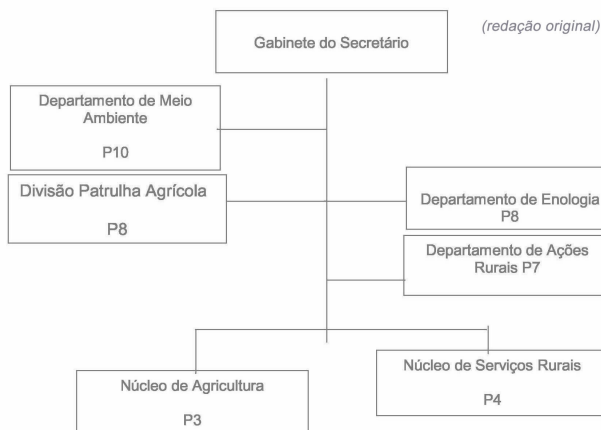 (redação original)
Gabinete do Secretário
Departamento de Meio
Ambiente
P10
Divisão Patrulha Agrícola
P8
Departamento de Enologia
P8
Departamento de Ações
Rurais P7
Núcleo de Agricultura
P3
Núcleo de Serviços Rurais
P4